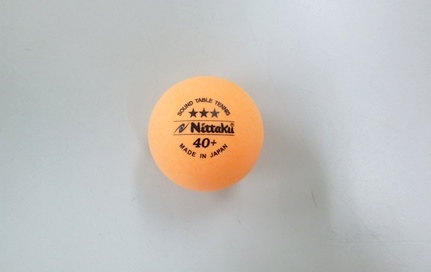 SOUND TABLE TENNIS
★★★
Nittaku
40+
MADE IN JAPAN